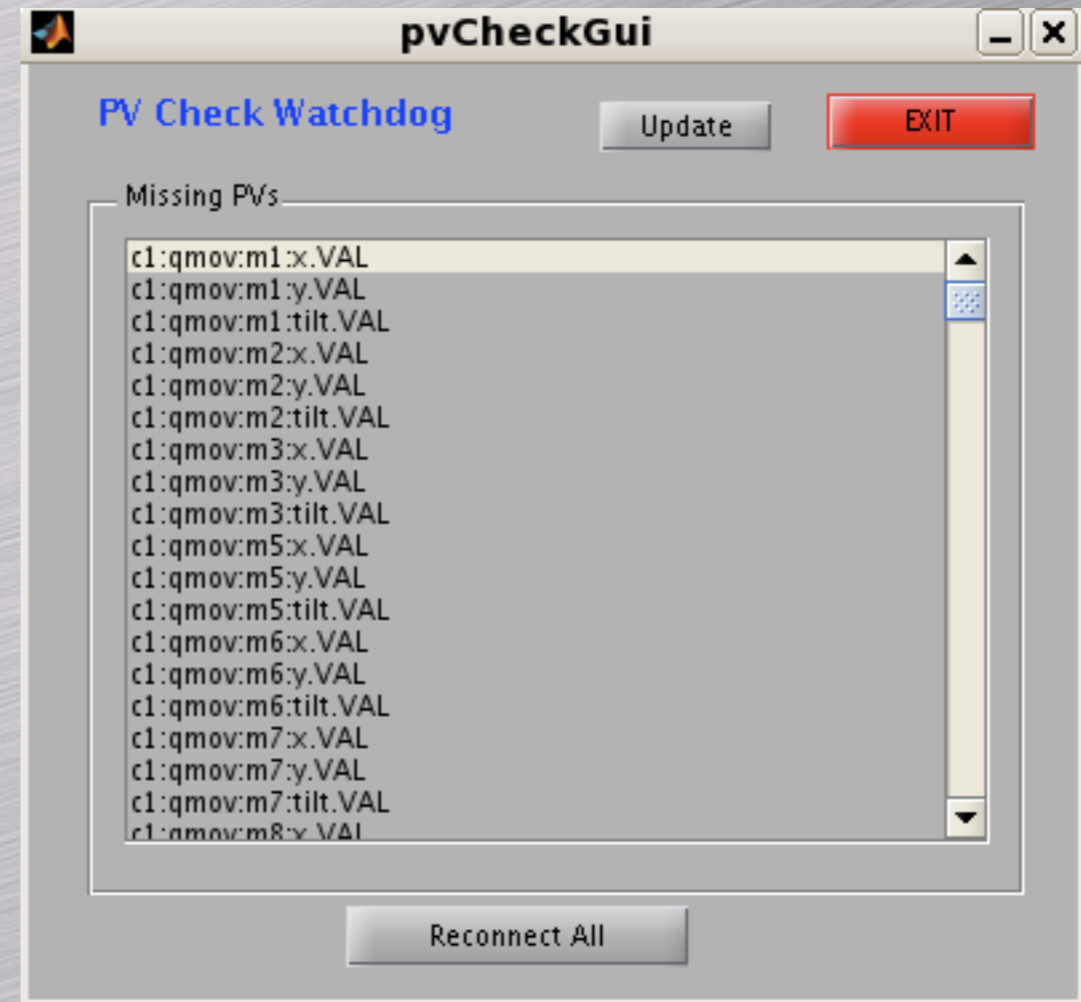 pvCheckGui
PV Check Watchdog
Update
EXIT
Missing PVs
c1:qmov:m1:x.VAL
c1:qmov:m1:y.VAL
c1:qmov:m1:tilt.VAL
c1:qmov:m2:x.VAL
c1:qmov:m2:y.VAL
c1:qmov:m2:tilt.VAL
c1:qmov:m3:x.VAL
c1:qmov:m3:y.VAL
c1:qmov:m3:tilt.VAL
c1:qmov:m5:x.VAL
c1:qmov:m5:y.VAL
c1:qmov:m5:tilt.VAL
c1:qmov:m6:x.VAL
c1:qmov:m6:y.VAL
c1:qmov:m6:tilt.VAL
c1:qmov:m7:x.VAL
c1:qmov:m7:y.VAL
c1:qmov:m7:tilt.VAL
c1:qmov:m8:x.VAL
Reconnect All